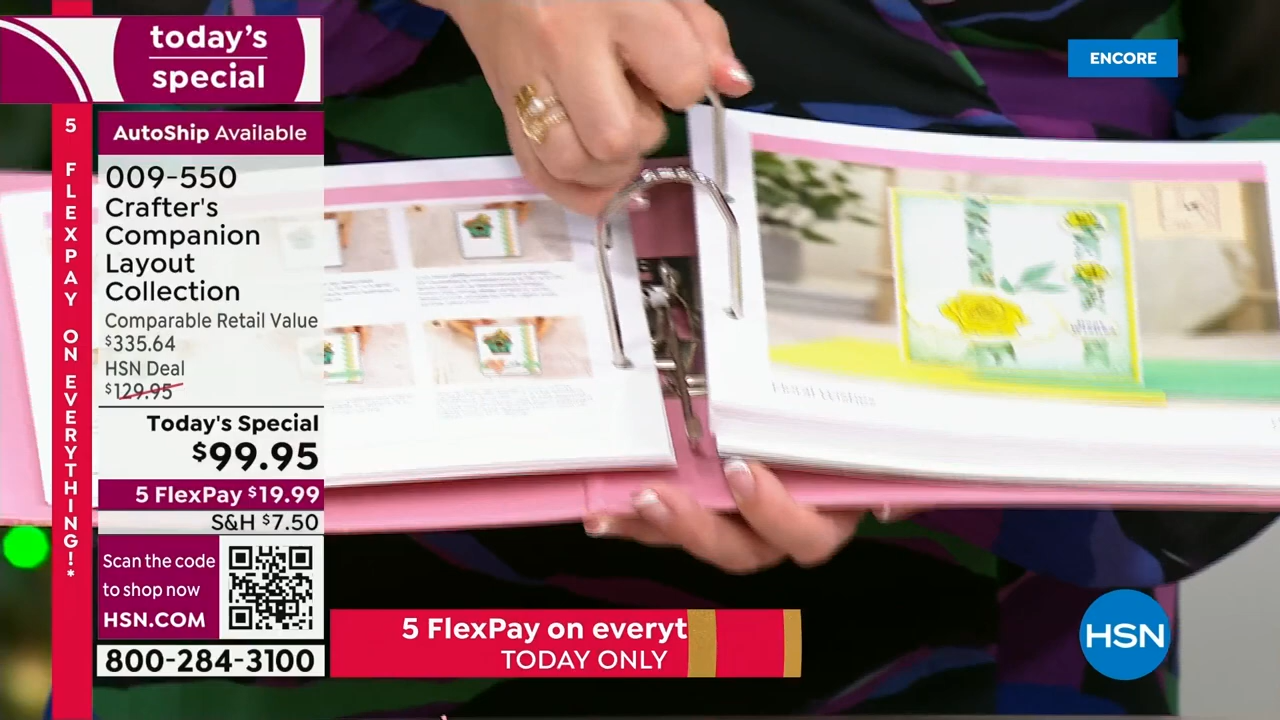 today's
special
ENCORE
5 FLEXPAY ON EVERYTHING!*
AutoShip Available
009-550
Crafter's
Companion
Layout
Collection
Comparable Retail Value
$335.64
HSN Deal
$129.95
Today's Special
$99.95
5 FlexPay $19.99
S&H $7.50
Scan the code
to shop now
HSN.COM
800-284-3100
5 FlexPay on everyt
TODAY ONLY
HSN
Floral Wishes